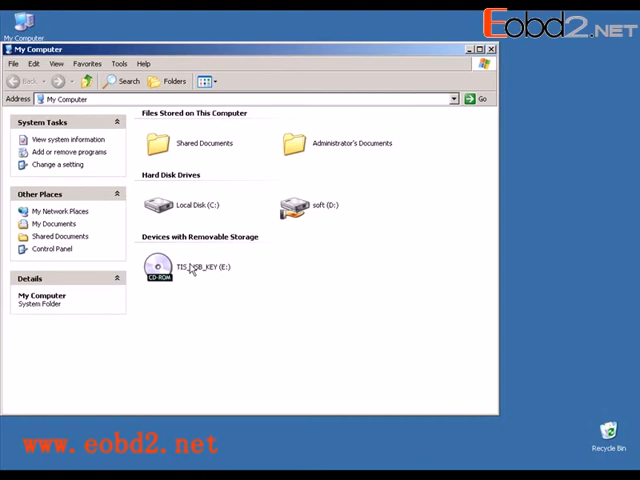 My Computer
Eobd2.NET
My Computer
File Edit View Favorites Tools Help
Back Search Folders
Address My Computer Go
System Tasks
View system information
Add or remove programs
Change a setting
Other Places
My Network Places
My Documents
Shared Documents
Control Panel
Details
My Computer
System Folder
Files Stored on This Computer
Shared Documents Administrator's Documents
Hard Disk Drives
Local Disk (C:) soft (D:)
Devices with Removable Storage
CD-ROM
TIS_USB_KEY (E:)
www.eobd2.net
Recycle Bin